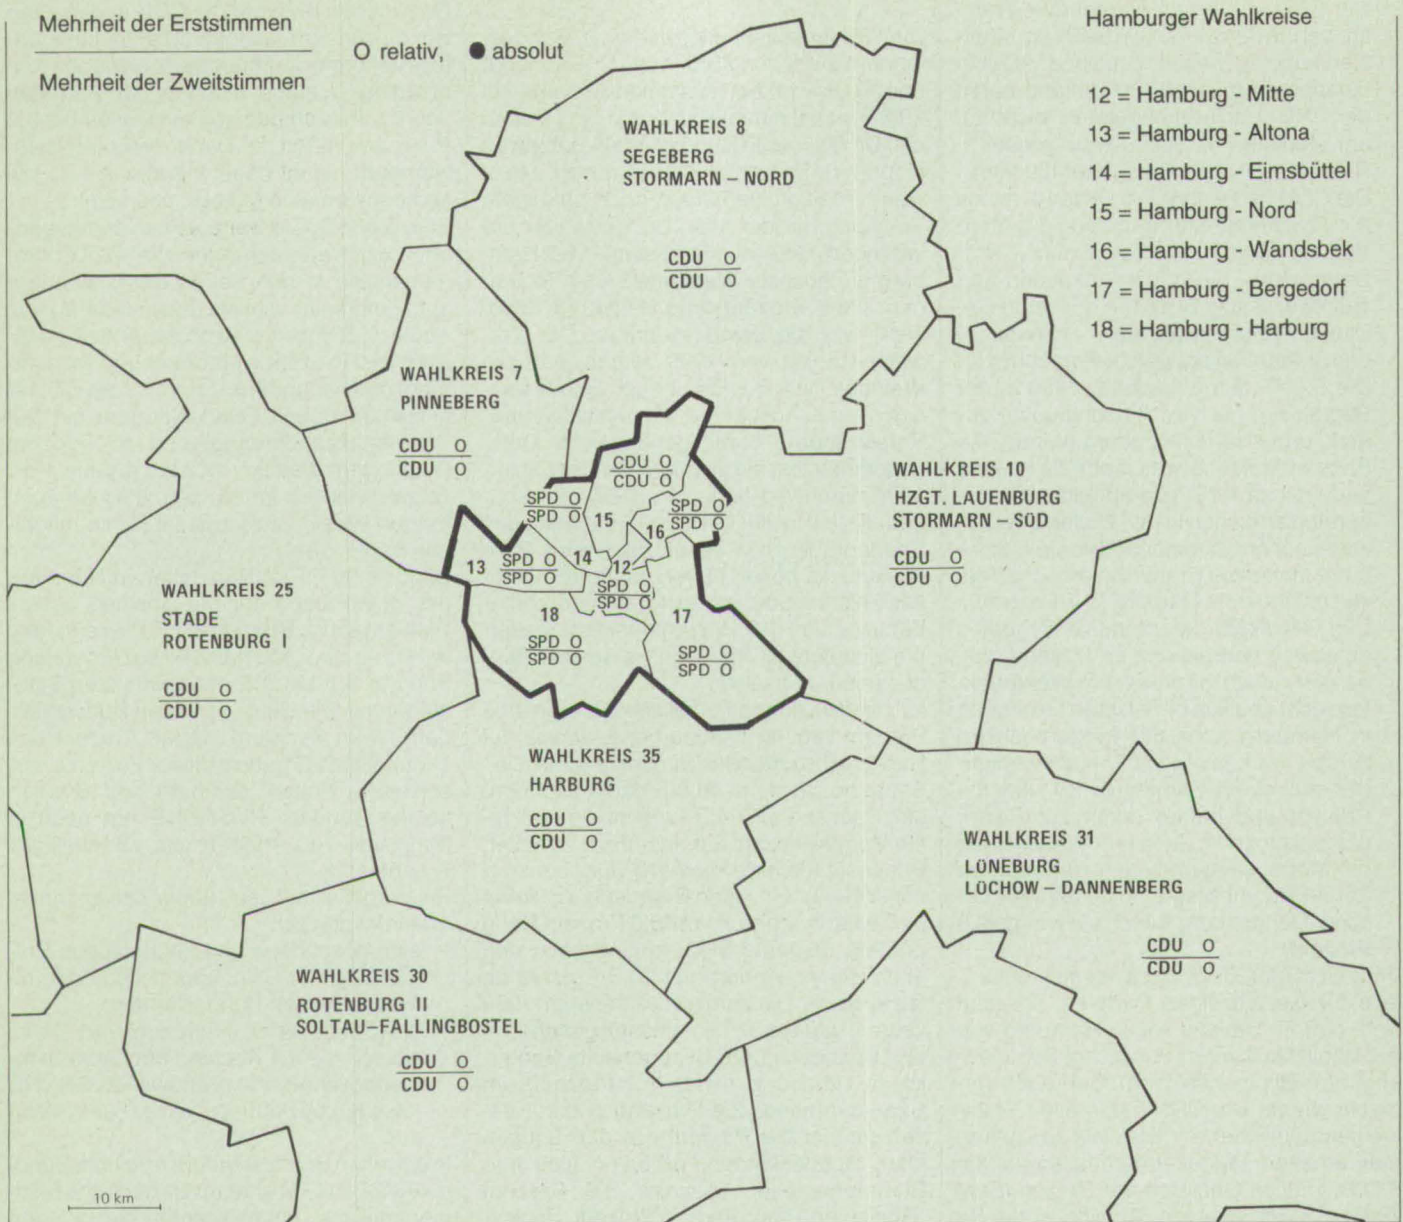 Mehrheit der Erststimmen
Mehrheit der Zweitstimmen
O relativ, ● absolut
Hamburger Wahlkreise
12 = Hamburg - Mitte
13 = Hamburg - Altona
14 = Hamburg - Eimsbüttel
15 = Hamburg - Nord
16 = Hamburg - Wandsbek
17 = Hamburg - Bergedorf
18 = Hamburg - Harburg
WAHLKREIS 8
SEGEBERG
STORMARN – NORD
CDU O
CDU O
WAHLKREIS 7
PINNEBERG
CDU O
CDU O
CDU O
CDU O
15
SPD O
SPD O
14
SPD O
SPD O
16
13
SPD O
SPD O
12
SPD O
SPD O
18
SPD O
SPD O
17
SPD O
SPD O
WAHLKREIS 10
HZGT. LAUENBURG
STORMARN – SÜD
CDU O
CDU O
WAHLKREIS 25
STADE
ROTENBURG I
CDU O
CDU O
WAHLKREIS 35
HARBURG
CDU O
CDU O
WAHLKREIS 31
LÜNEBURG
LÜCHOW – DANNENBERG
CDU O
CDU O
WAHLKREIS 30
ROTENBURG II
SOLTAU–FALLINGBOSTEL
CDU O
CDU O
10 km